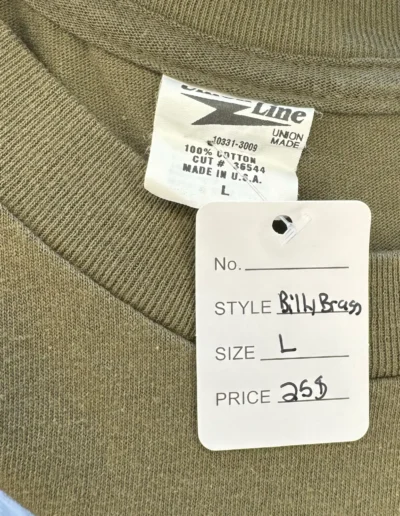 Line
UNION
MADE
10331-3009
100% COTTON
CUT # 36544
MADE IN U.S.A.
L
No.
STYLE Billy Brass
SIZE L
PRICE 25$